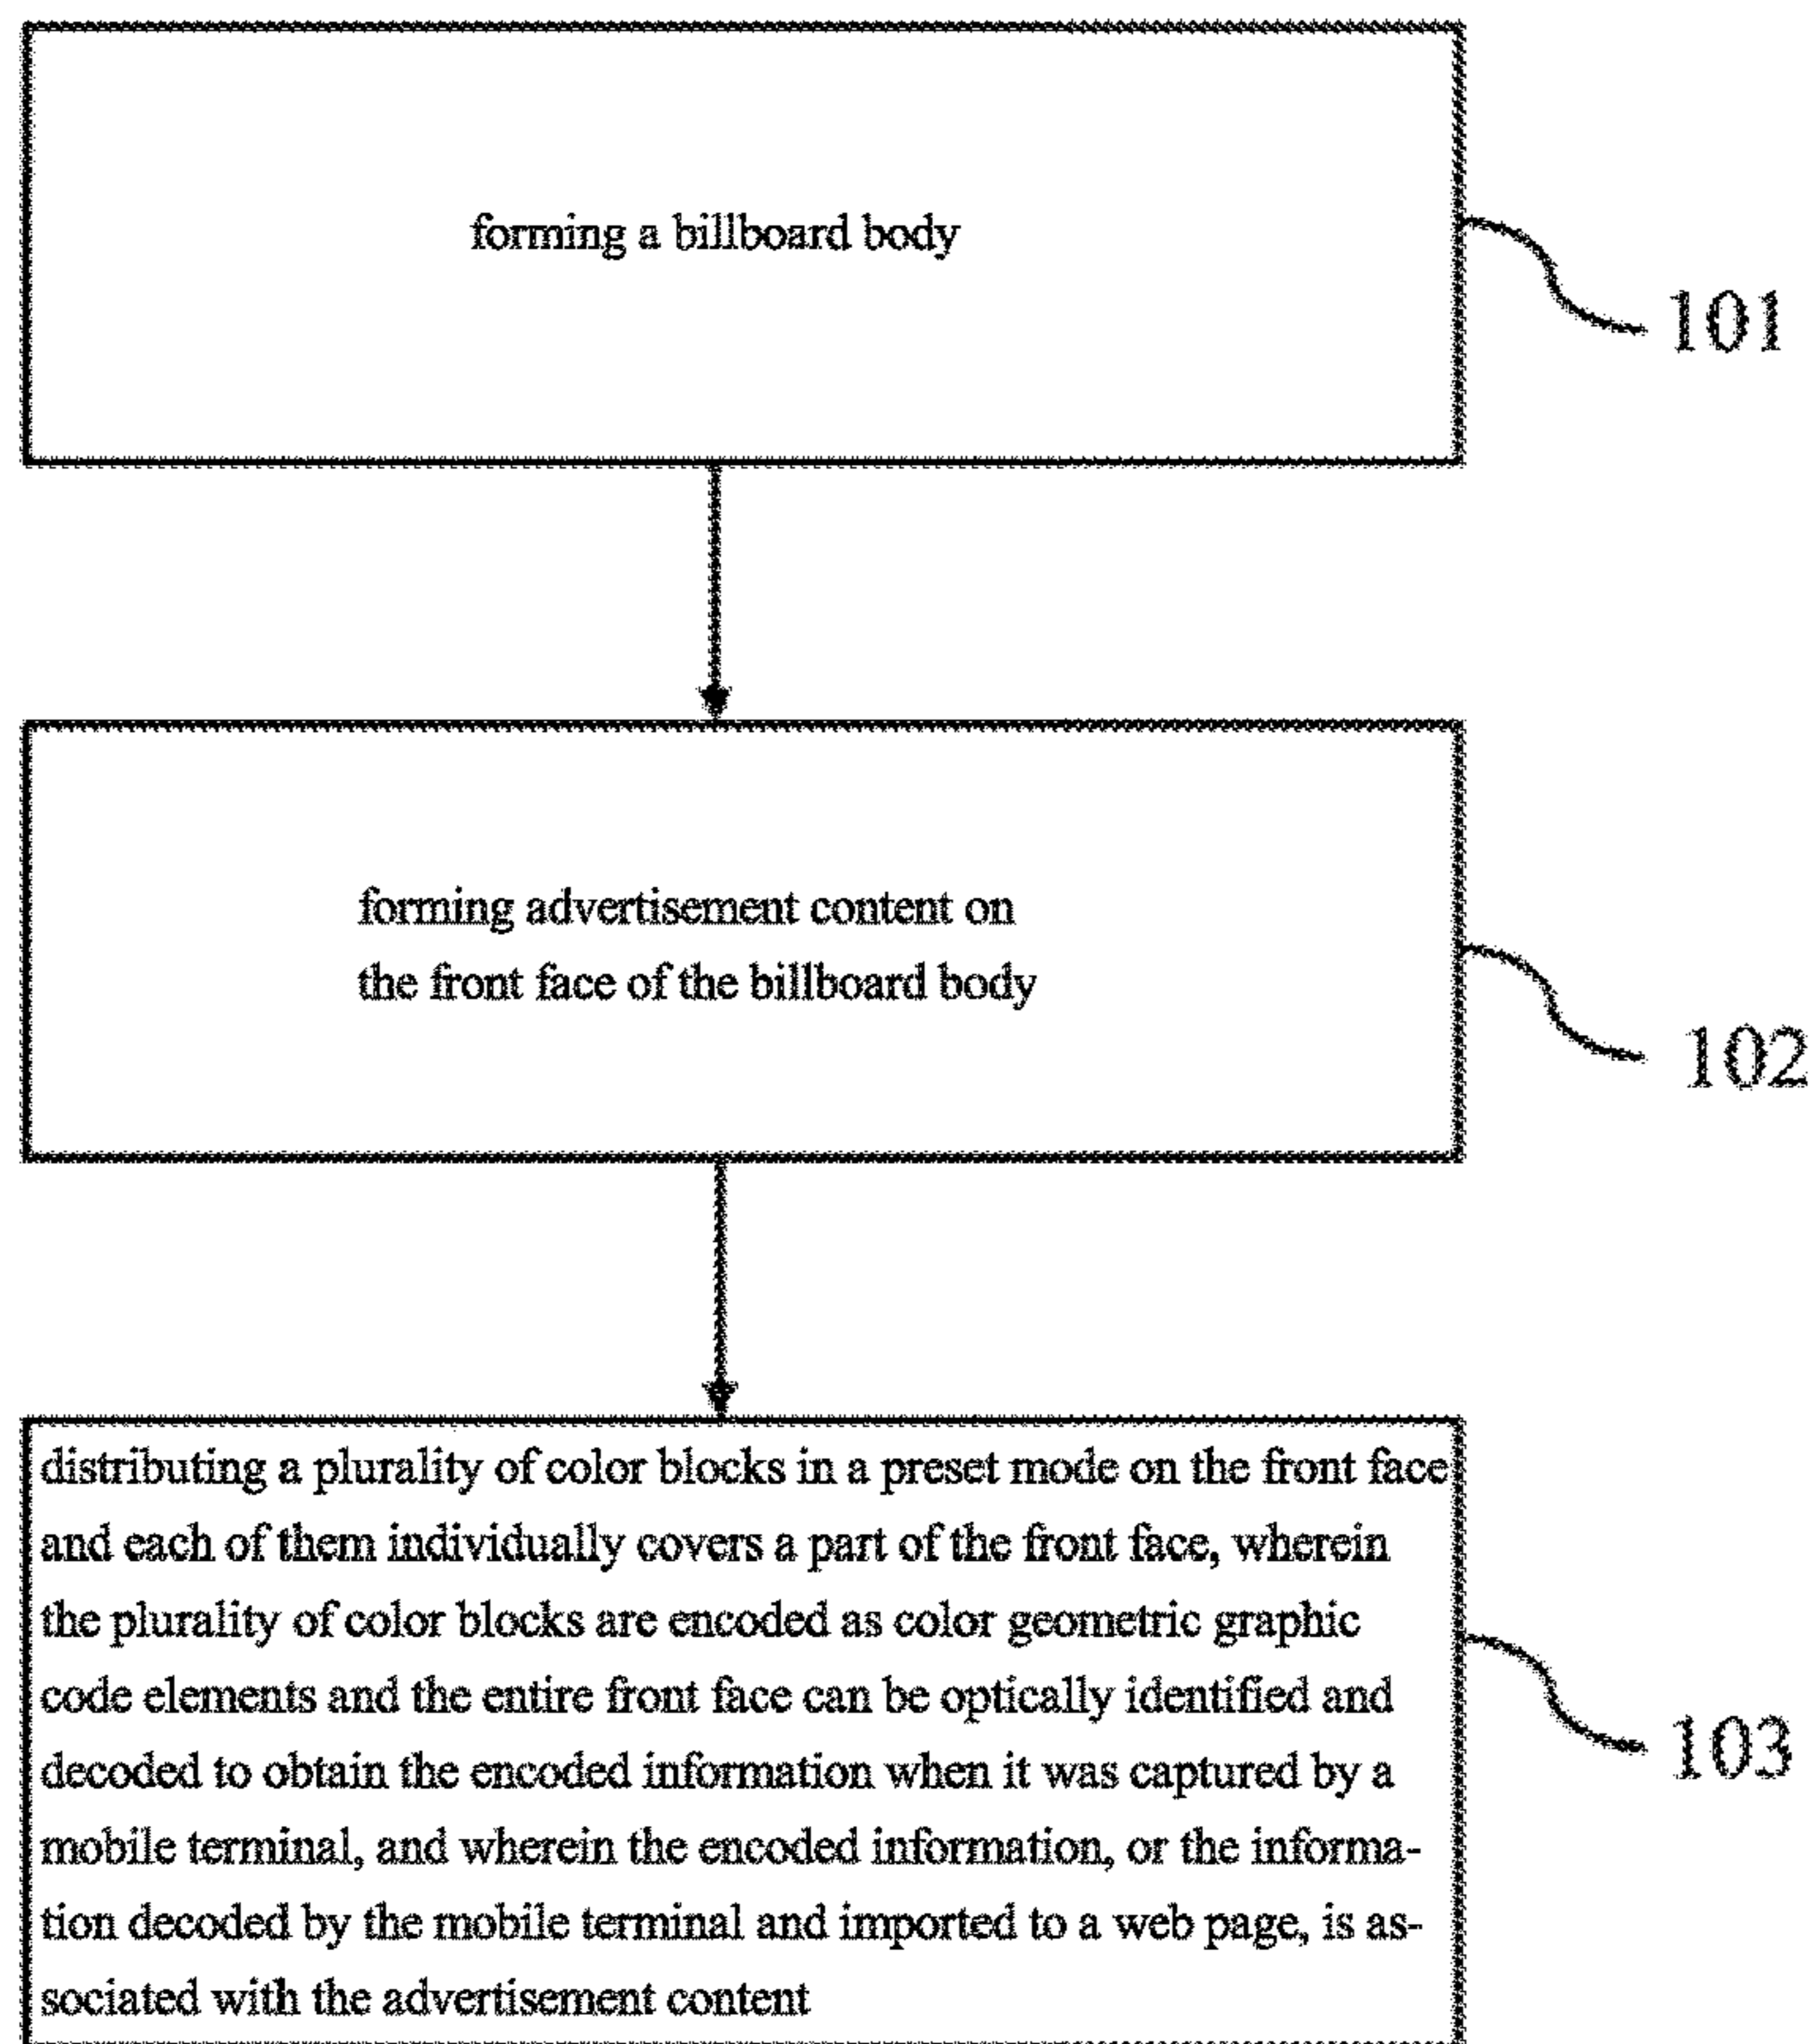 forming a billboard body
101
forming advertisement content on
the front face of the billboard body
102
distributing a plurality of color blocks in a preset mode on the front face
and each of them individually covers a part of the front face, wherein
the plurality of color blocks are encoded as color geometric graphic
code elements and the entire front face can be optically identified and
decoded to obtain the encoded information when it was captured by a
mobile terminal, and wherein the encoded information, or the informa-
tion decoded by the mobile terminal and imported to a web page, is as-
sociated with the advertisement content
103